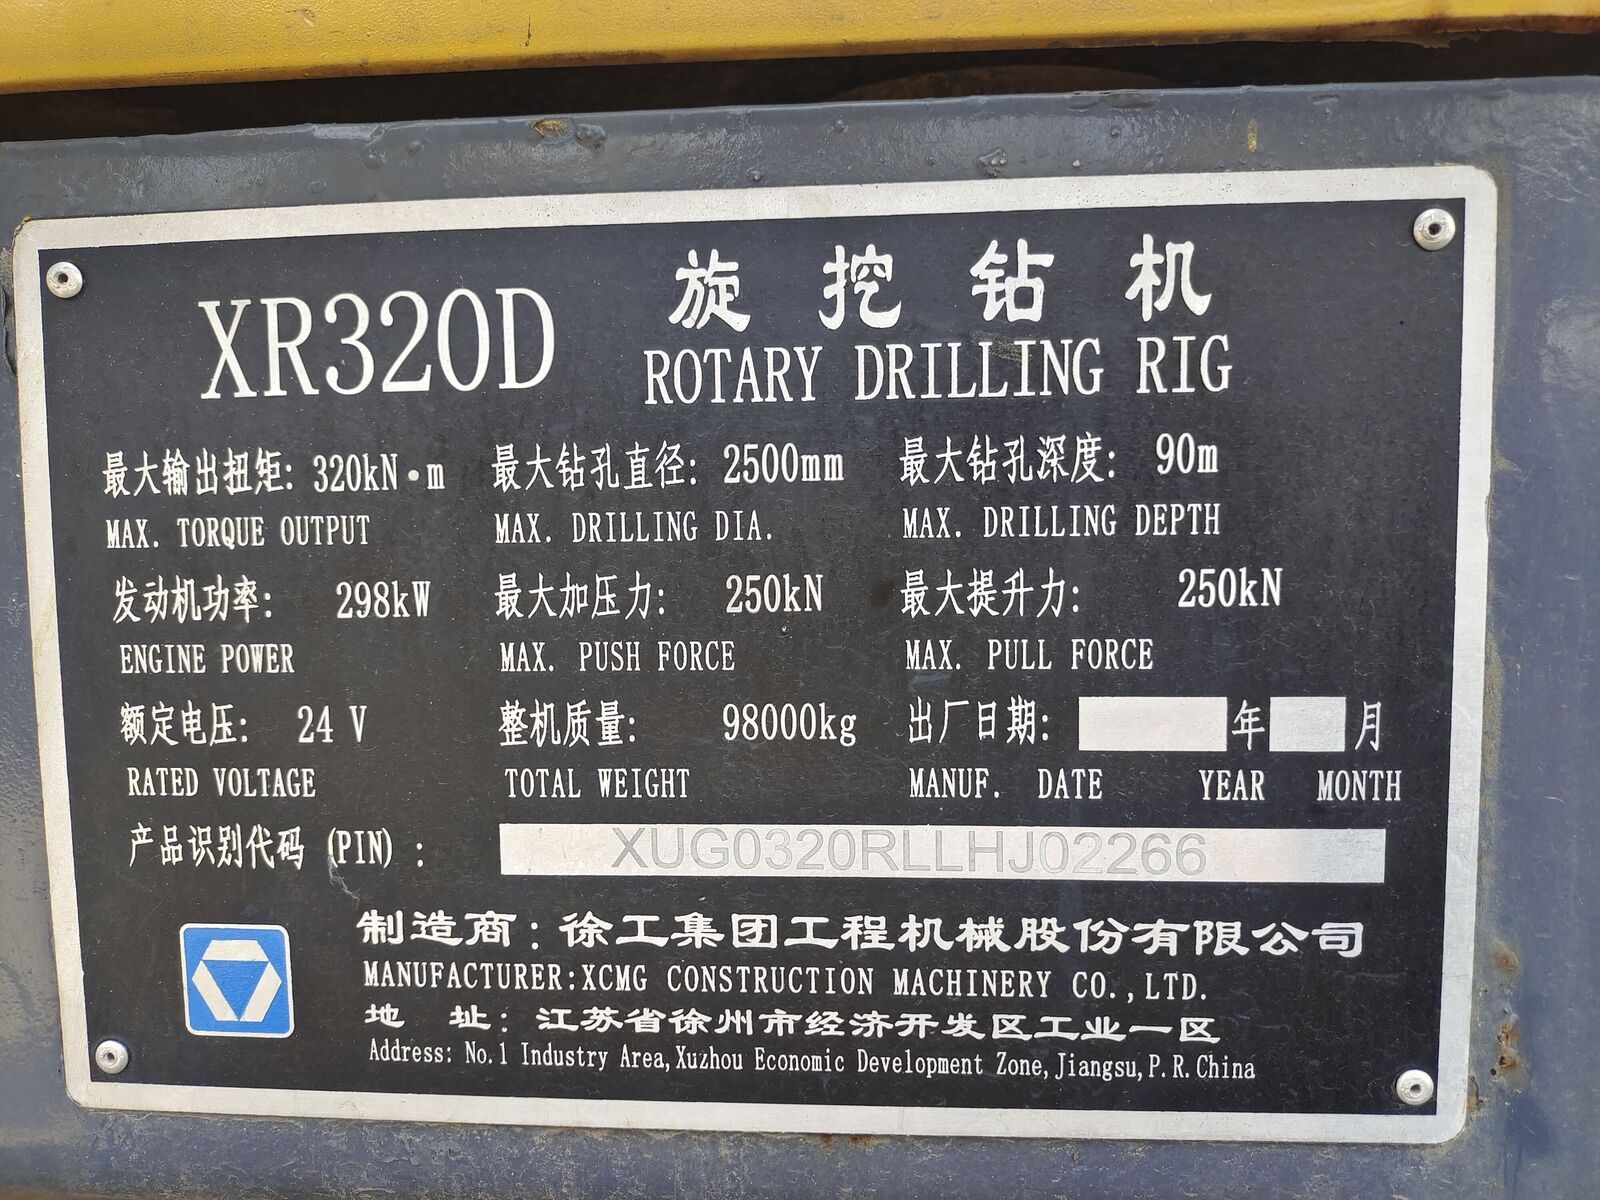 XR320D 旋挖钻机
ROTARY DRILLING RIG
最大输出扭矩: 320kN·m 最大钻孔直径: 2500mm 最大钻孔深度: 90m
MAX. TORQUE OUTPUT MAX. DRILLING DIA. MAX. DRILLING DEPTH
发动机功率: 298kW 最大加压力: 250kN 最大提升力: 250kN
ENGINE POWER MAX. PUSH FORCE MAX. PULL FORCE
额定电压: 24 V 整机质量: 98000kg 出厂日期: 年 月
RATED VOLTAGE TOTAL WEIGHT MANUF. DATE YEAR MONTH
产品识别代码 (PIN) : XUG0320RLLHJ02266
制造商:徐工集团工程机械股份有限公司
MANUFACTURER:XCMG CONSTRUCTION MACHINERY CO.,LTD.
地 址:江苏省徐州市经济开发区工业一区
Address: No.1 Industry Area,Xuzhou Economic Development Zone,Jiangsu,P.R.China